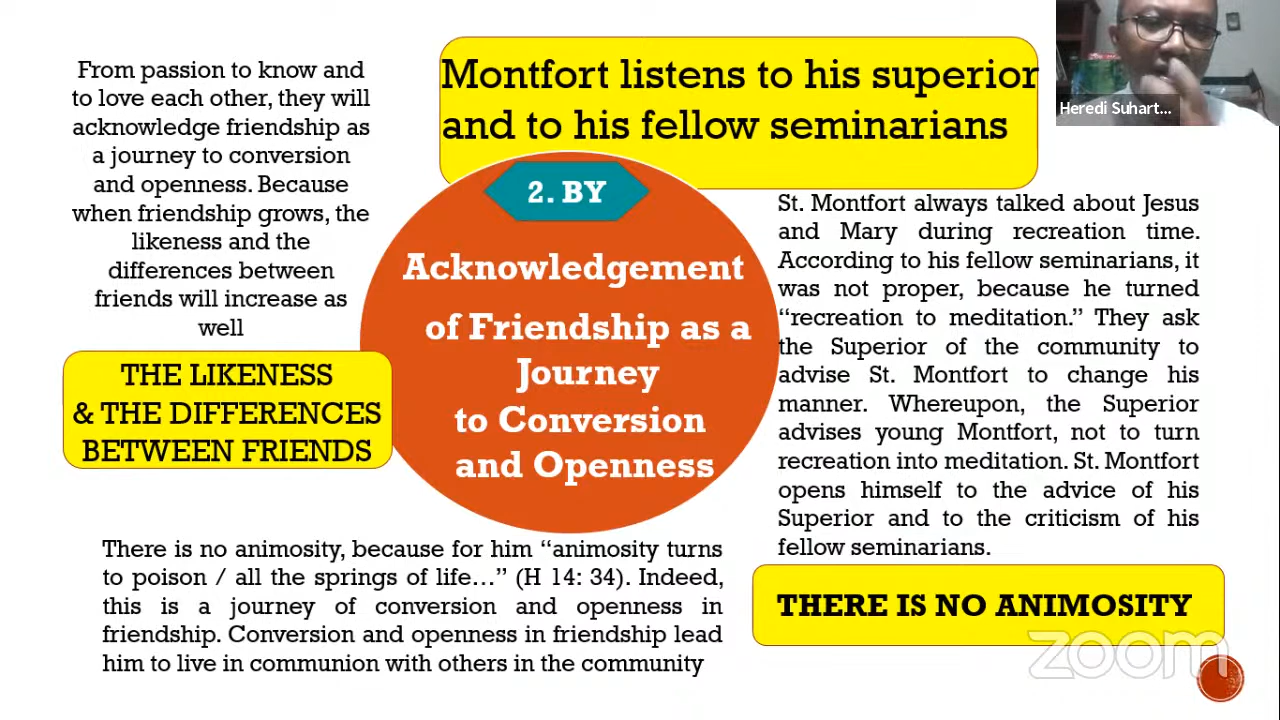 From passion to know and
to love each other, they will
acknowledge friendship as
a journey to conversion
and openness. Because
when friendship grows, the
likeness and the
differences between
friends will increase as
well
THE LIKENESS
& THE DIFFERENCES
BETWEEN FRIENDS
Montfort listens to his superior
and to his fellow seminarians
2. BY
Acknowledgement
of Friendship as a
Journey
to Conversion
and Openness
Heredi Suhart...
St. Montfort always talked about Jesus
and Mary during recreation time.
According to his fellow seminarians, it
was not proper, because he turned
“recreation to meditation.” They ask
the Superior of the community to
advise St. Montfort to change his
manner. Whereupon, the Superior
advises young Montfort, not to turn
recreation into meditation. St. Montfort
opens himself to the advice of his
Superior and to the criticism of his
fellow seminarians.
THERE IS NO ANIMOSITY
There is no animosity, because for him “animosity turns
to poison / all the springs of life…” (H 14: 34). Indeed,
this is a journey of conversion and openness in
friendship. Conversion and openness in friendship lead
him to live in communion with others in the community
zoom